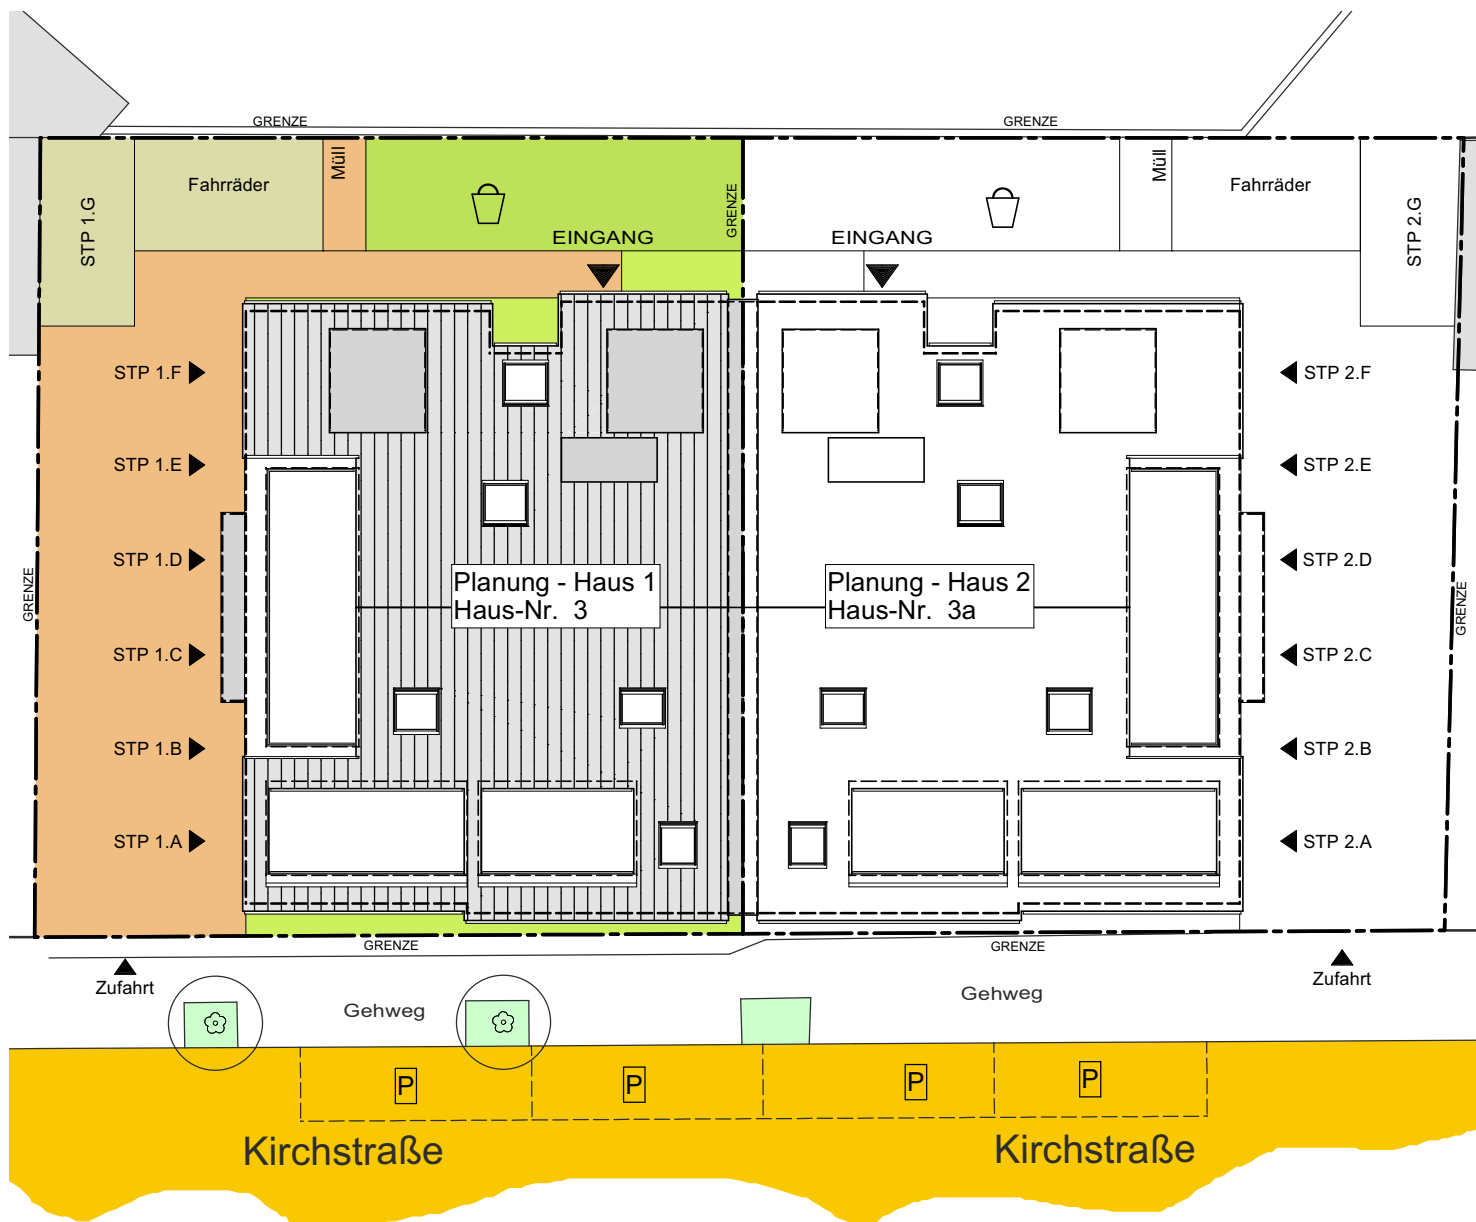 GRENZE
GRENZE
STP 1.G
Fahrräder
Müll
GRENZE
Müll
Fahrräder
STP 2.G
EINGANG
EINGANG
STP 1.F
STP 2.F
STP 1.E
STP 2.E
STP 1.D
STP 2.D
GRENZE
Planung - Haus 1
Haus-Nr. 3
Planung - Haus 2
Haus-Nr. 3a
GRENZE
STP 1.C
STP 2.C
STP 1.B
STP 2.B
STP 1.A
STP 2.A
GRENZE
GRENZE
Zufahrt
Zufahrt
Gehweg
Gehweg
P
P
P
P
Kirchstraße
Kirchstraße